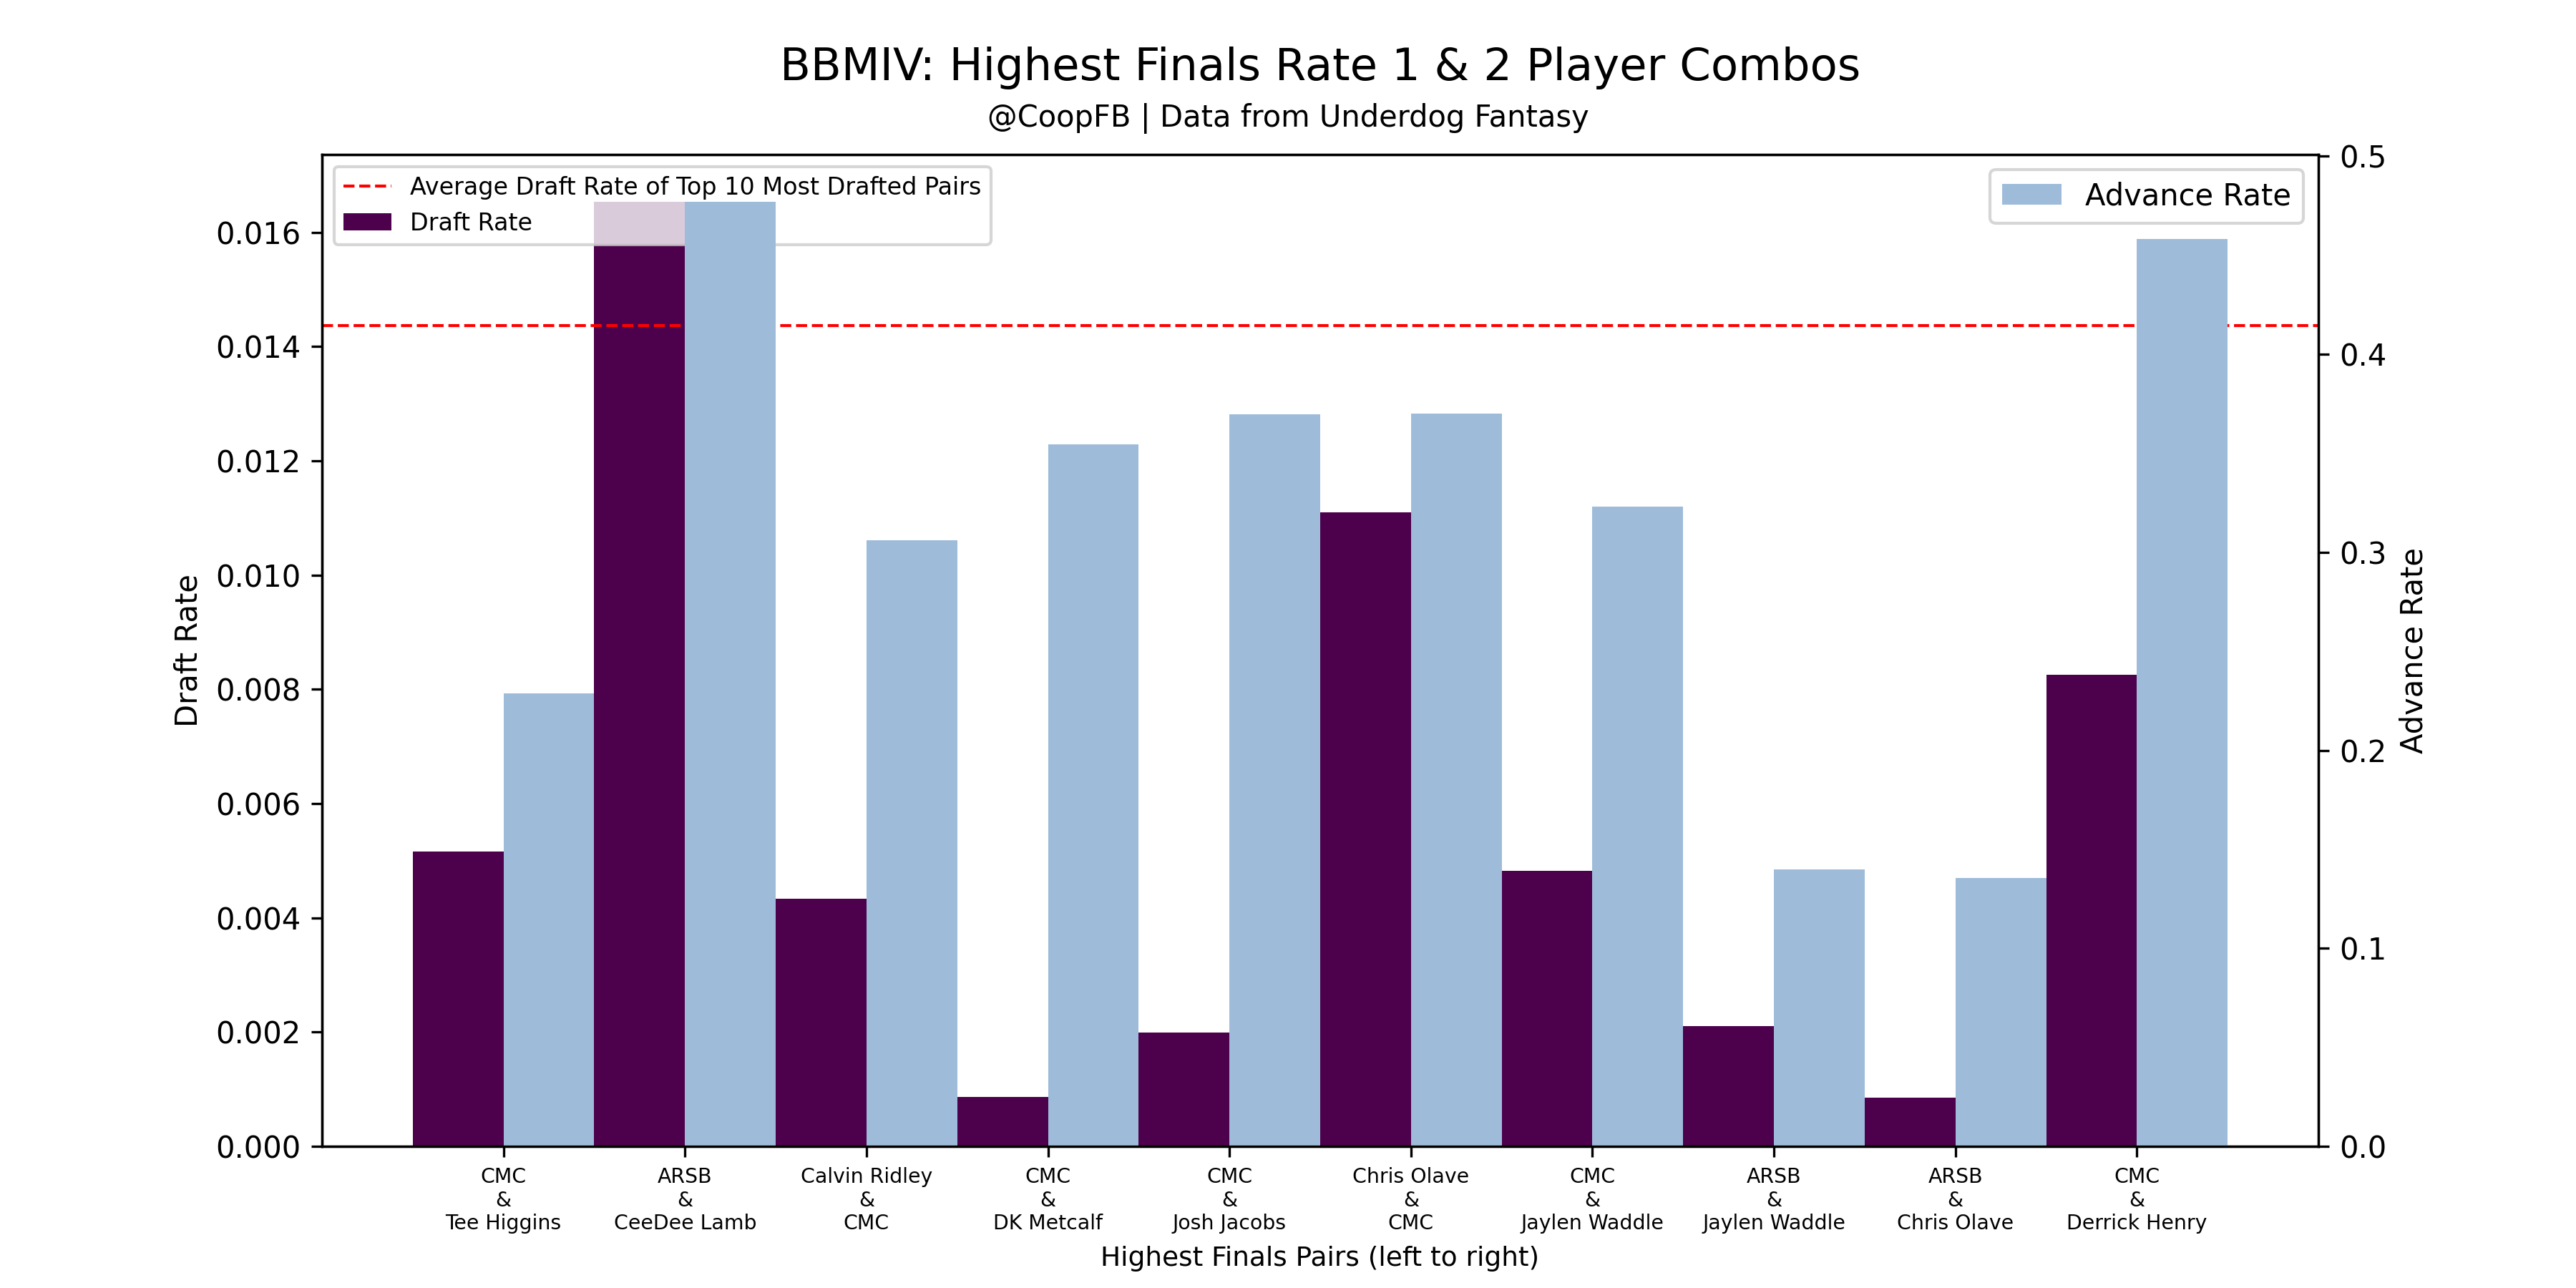 BBMIV: Highest Finals Rate 1 & 2 Player Combos
@CoopFB | Data from Underdog Fantasy
Average Draft Rate of Top 10 Most Drafted Pairs
Draft Rate
Advance Rate
0.016
0.014
0.012
0.010
0.008
0.006
0.004
0.002
0.000
Draft Rate
0.5
0.4
0.3
0.2
0.1
0.0
Advance Rate
CMC
&
Tee Higgins
ARSB
&
CeeDee Lamb
Calvin Ridley
&
CMC
CMC
&
DK Metcalf
CMC
&
Josh Jacobs
Chris Olave
&
CMC
CMC
&
Jaylen Waddle
ARSB
&
Jaylen Waddle
ARSB
&
Chris Olave
CMC
&
Derrick Henry
Highest Finals Pairs (left to right)